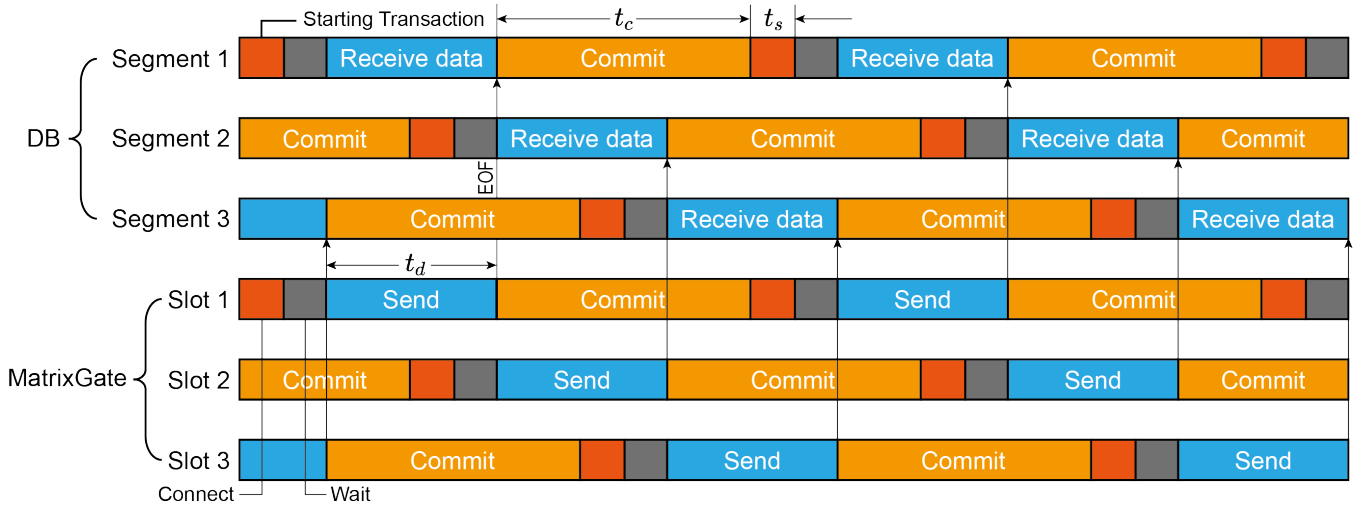 Starting Transaction
t_c
t_s
DB
Segment 1
Receive data
Commit
Receive data
Commit
Segment 2
Commit
Receive data
Commit
Receive data
Commit
EOF
Segment 3
Commit
Receive data
Commit
Receive data
t_d
MatrixGate
Slot 1
Send
Commit
Send
Commit
Slot 2
Commit
Send
Commit
Send
Commit
Slot 3
Commit
Send
Commit
Send
Connect
Wait